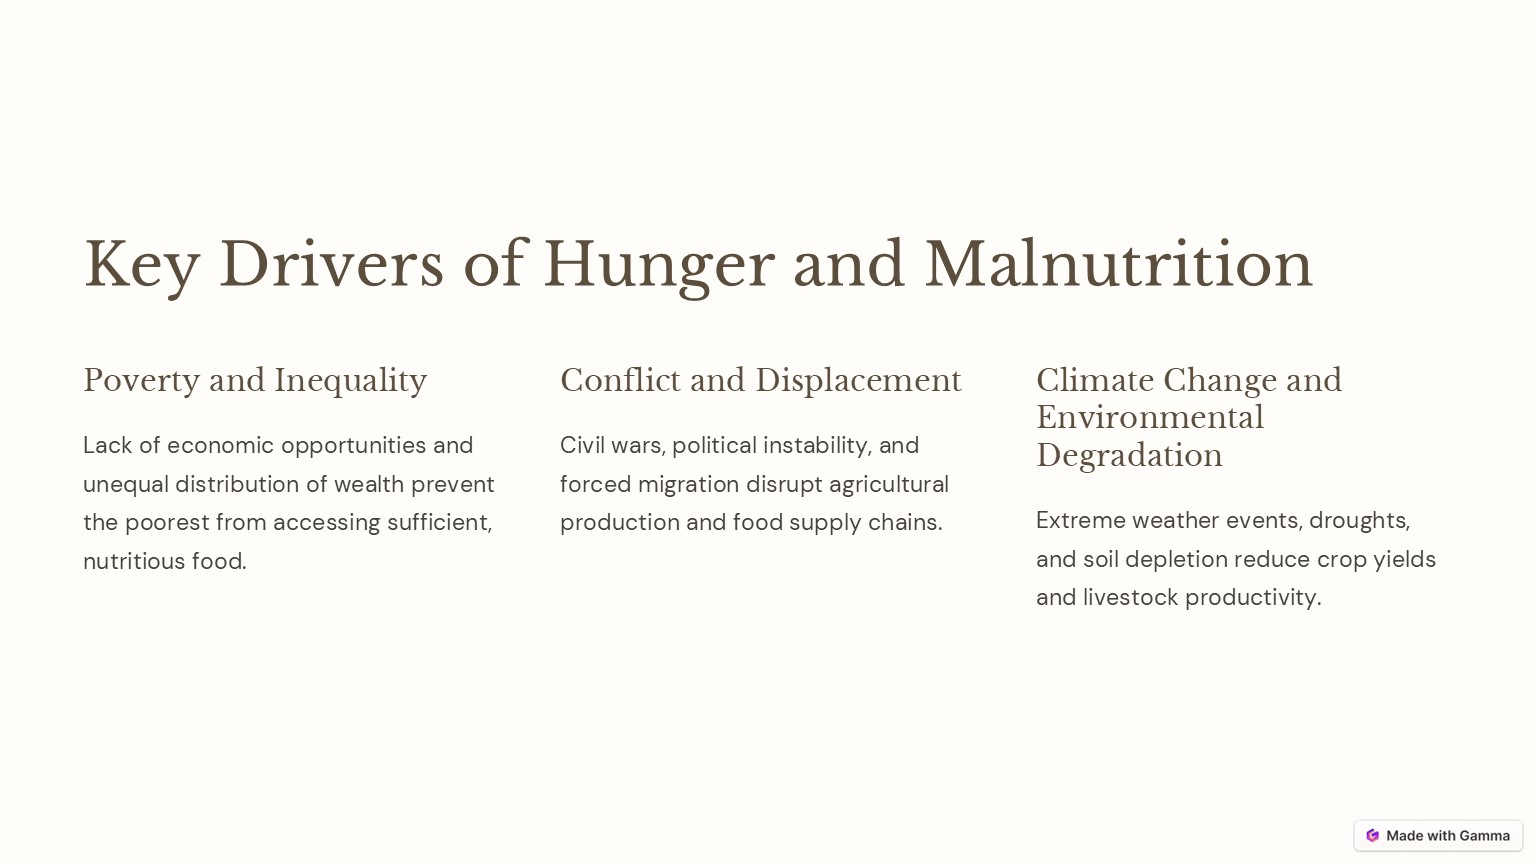 Key Drivers of Hunger and Malnutrition
Poverty and Inequality
Lack of economic opportunities and
unequal distribution of wealth prevent
the poorest from accessing sufficient,
nutritious food.
Conflict and Displacement
Civil wars, political instability, and
forced migration disrupt agricultural
production and food supply chains.
Climate Change and
Environmental
Degradation
Extreme weather events, droughts,
and soil depletion reduce crop yields
and livestock productivity.
Made with Gamma